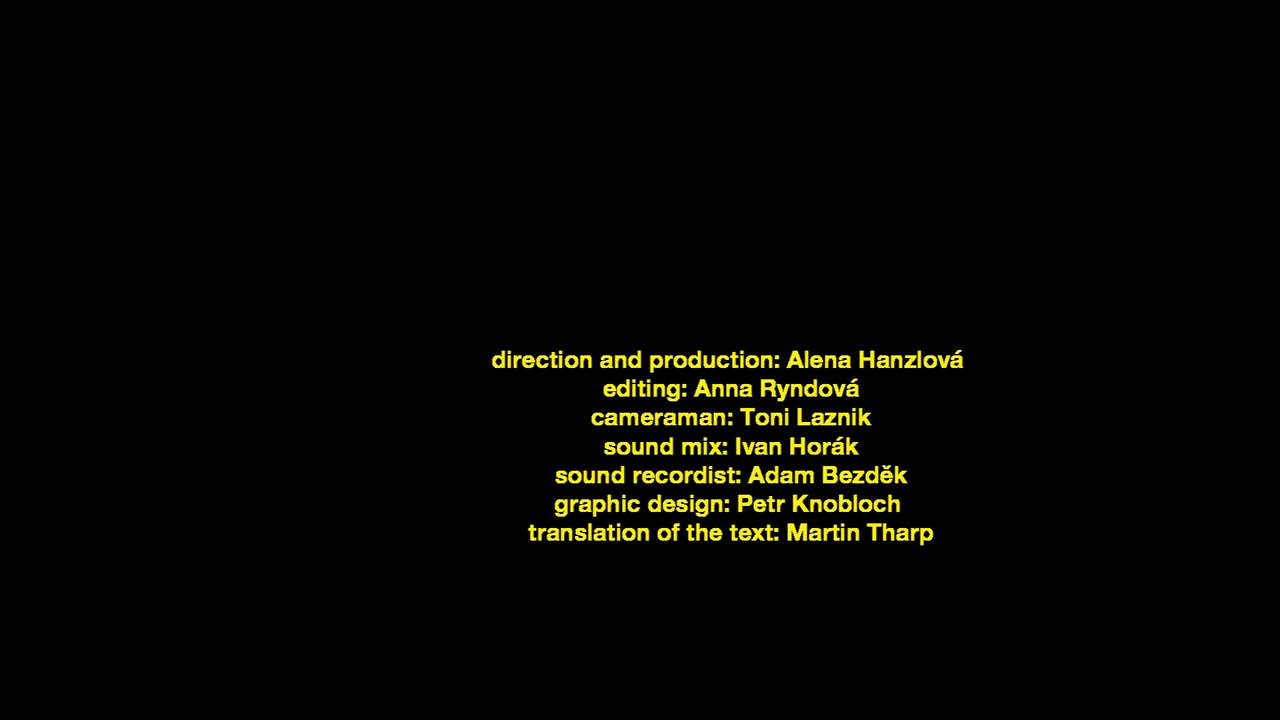 direction and production: Alena Hanzlová
editing: Anna Ryndová
cameraman: Toni Laznik
sound mix: Ivan Horák
sound recordist: Adam Bezděk
graphic design: Petr Knobloch
translation of the text: Martin Tharp